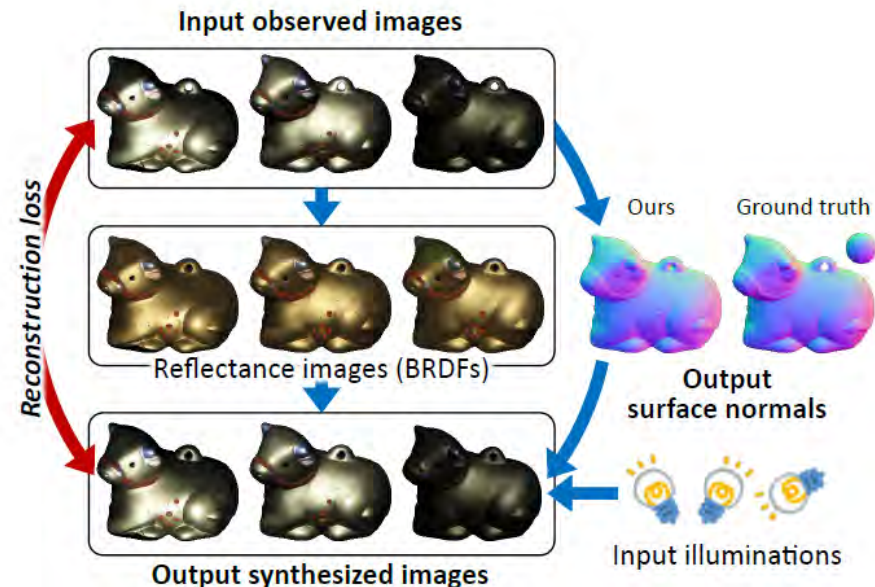 Input observed images
Reconstruction loss
Ours
Ground truth
Reflectance images (BRDFs)
Output
surface normals
Input illuminations
Output synthesized images